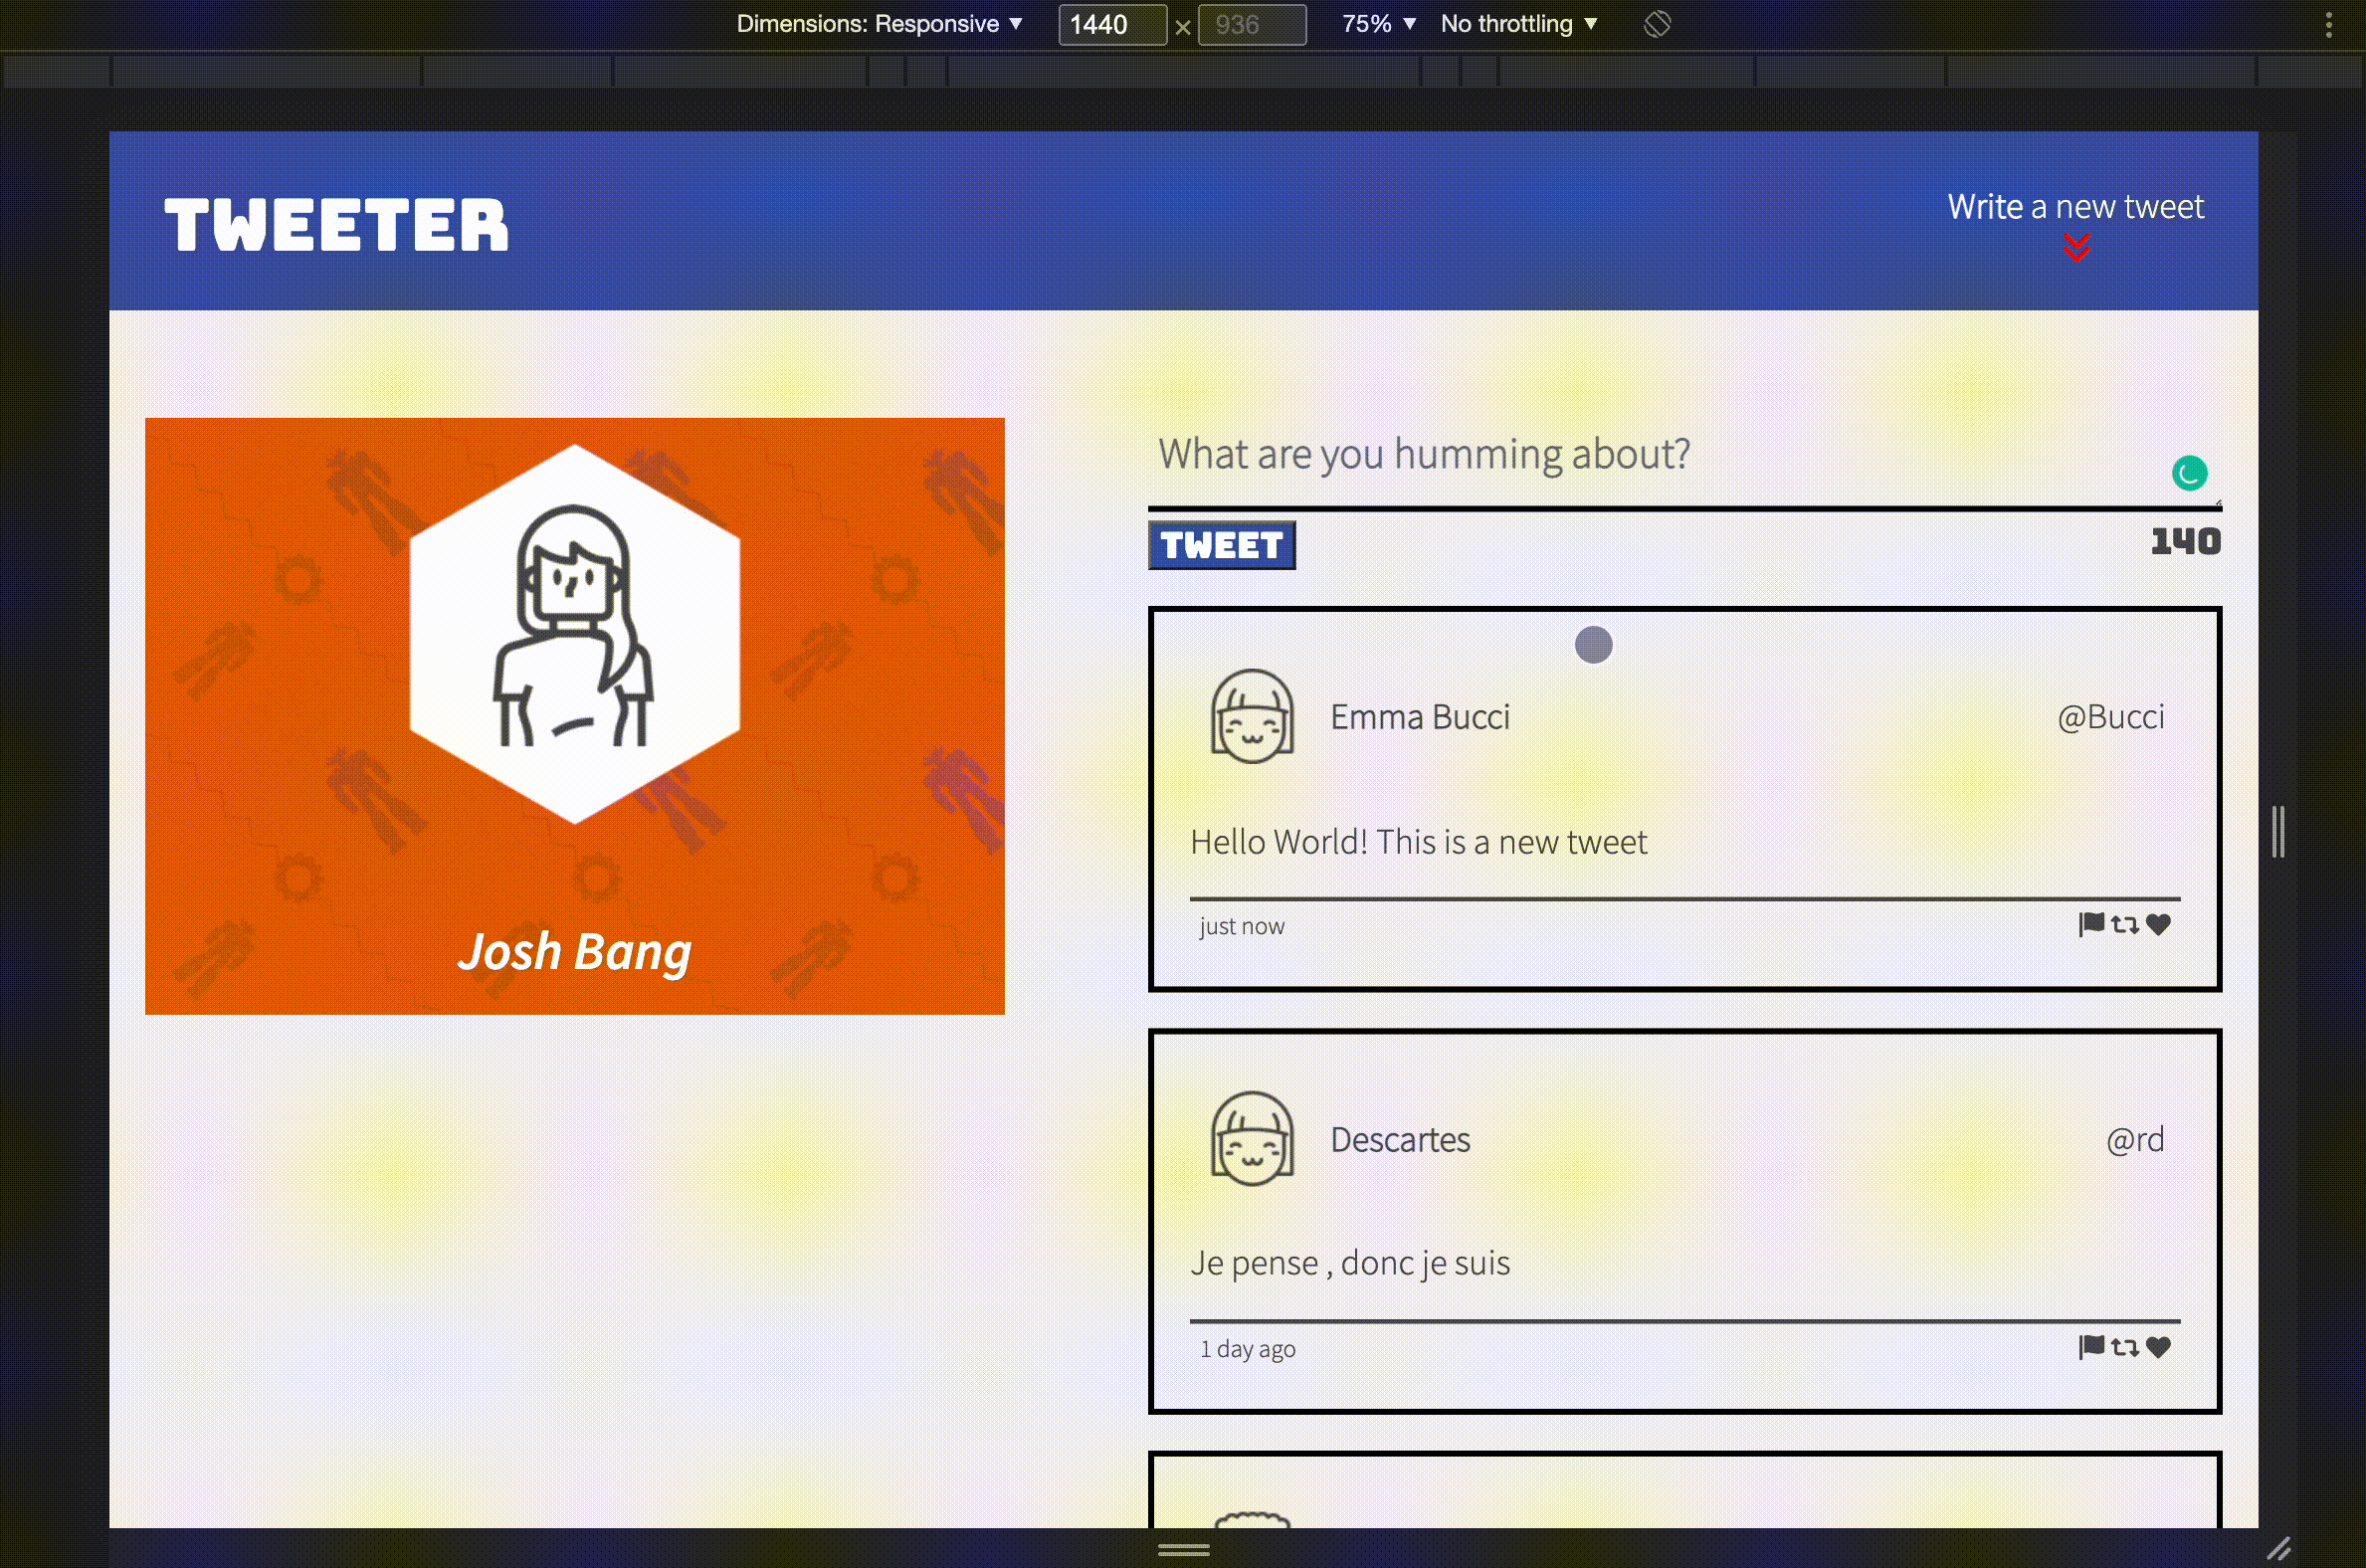 Dimensions: Responsive ▼ 1440 × 936 75% ▼ No throttling ▼
TWEETER
Write a new tweet
Josh Bang
What are you humming about?
TWEET
140
Emma Bucci
@Bucci
Hello World! This is a new tweet
just now
Descartes
@rd
Je pense , donc je suis
1 day ago